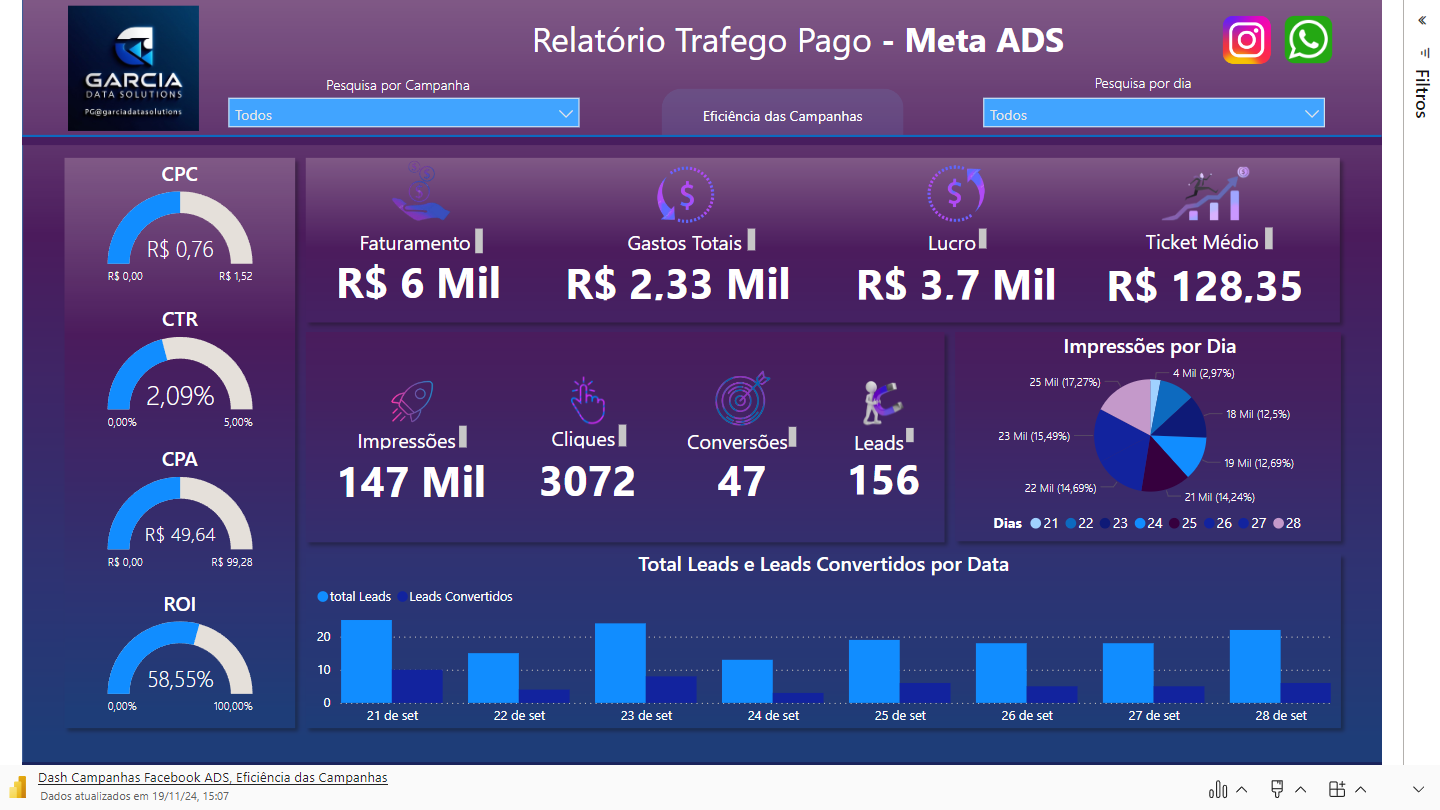 GARCIA
DATA SOLUTIONS
PG@garciadatasolutions
Relatório Trafego Pago - Meta ADS
Pesquisa por Campanha
Todos
Eficiência das Campanhas
Pesquisa por dia
Todos
Filtros
CPC
R$ 0,76
R$ 0,00
R$ 1,52
CTR
2,09%
0,00%
5,00%
CPA
R$ 49,64
R$ 0,00
R$ 99,28
ROI
58,55%
0,00%
100,00%
Faturamento
R$ 6 Mil
Gastos Totais
R$ 2,33 Mil
Lucro
R$ 3,7 Mil
Ticket Médio
R$ 128,35
Impressões
147 Mil
Cliques
3072
Conversões
47
Leads
156
Impressões por Dia
4 Mil (2,97%)
25 Mil (17,27%)
18 Mil (12,5%)
23 Mil (15,49%)
19 Mil (12,69%)
22 Mil (14,69%)
21 Mil (14,24%)
Dias 21 22 23 24 25 26 27 28
Total Leads e Leads Convertidos por Data
total Leads Leads Convertidos
20
10
0
21 de set 22 de set 23 de set 24 de set 25 de set 26 de set 27 de set 28 de set
Dash Campanhas Facebook ADS, Eficiência das Campanhas
Dados atualizados em 19/11/24, 15:07